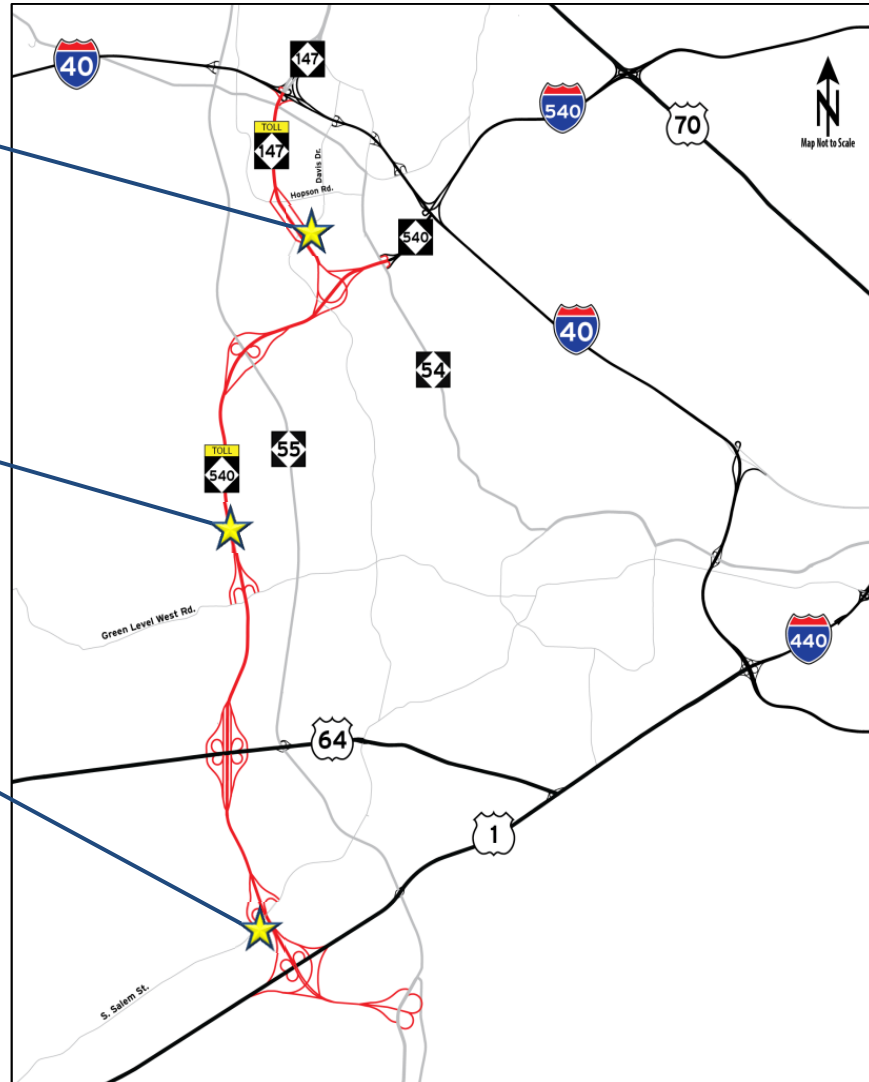 147
40
540
70
N
Map Not to Scale
TOLL
147
Davis Dr.
Hopson Rd.
540
40
54
55
TOLL
540
Green Level West Rd.
440
64
1
S. Salem St.